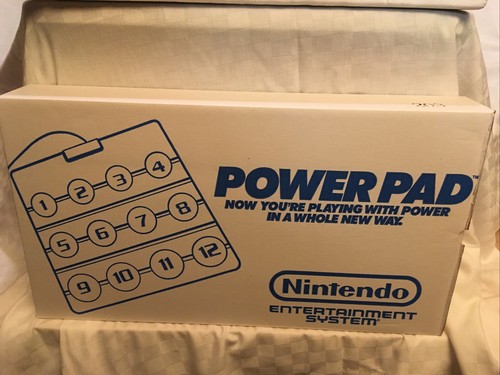 POWER PAD™
NOW YOU'RE PLAYING WITH POWER
IN A WHOLE NEW WAY.
1 2 3 4
5 6 7 8
9 10 11 12
Nintendo
ENTERTAINMENT
SYSTEM